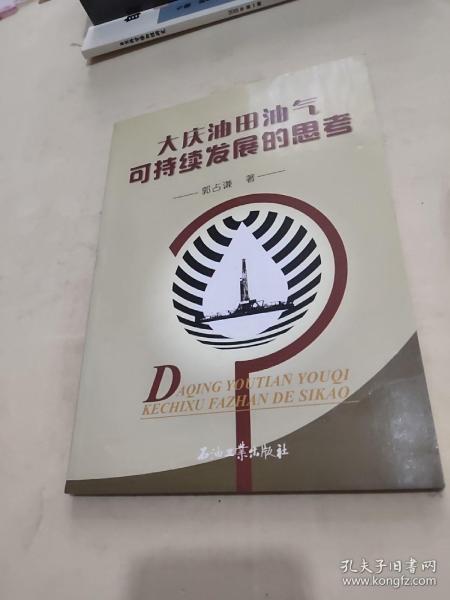 大庆油田油气
可持续发展的思考
郭占谦 著
DAQING YOUTIAN YOUQI
KECHIXU FAZHAN DE SIKAO
石油工业出版社
孔夫子旧书网
www.kongfz.com